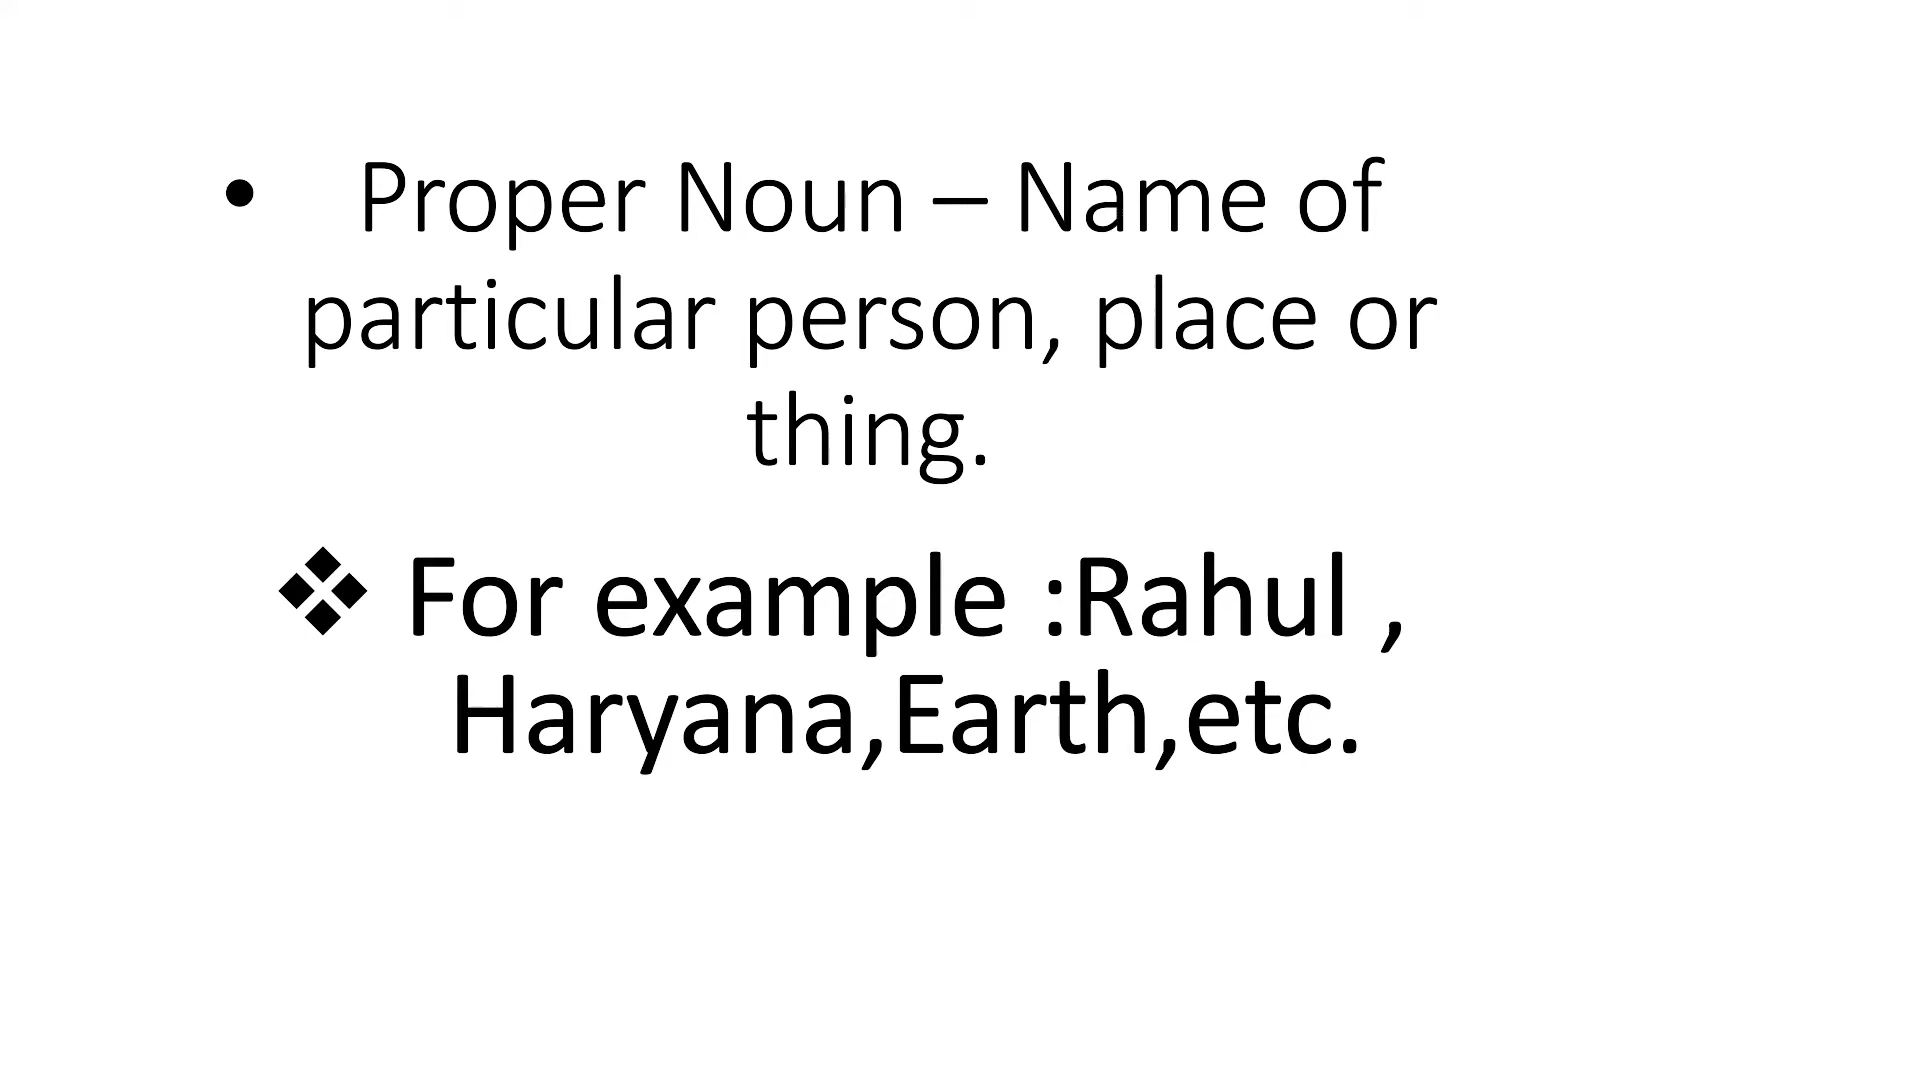 • Proper Noun – Name of
particular person, place or
thing.
❖ For example :Rahul ,
Haryana,Earth,etc.